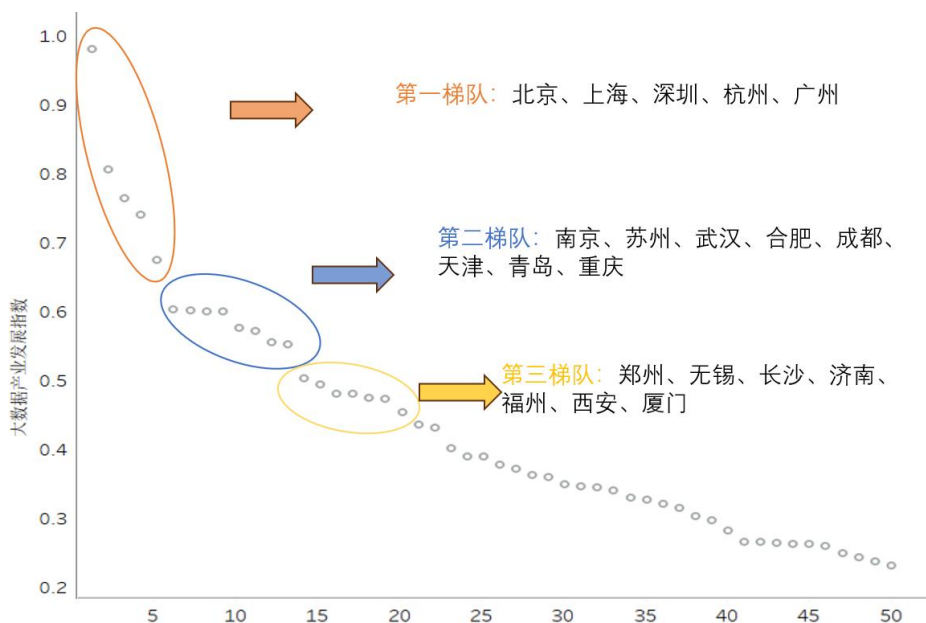 1.0
0.9
0.8
0.7
0.6
0.5
0.4
0.3
0.2
大数据产业发展指数
第一梯队：北京、上海、深圳、杭州、广州
第二梯队：南京、苏州、武汉、合肥、成都、
天津、青岛、重庆
第三梯队：郑州、无锡、长沙、济南、
福州、西安、厦门
5 10 15 20 25 30 35 40 45 50